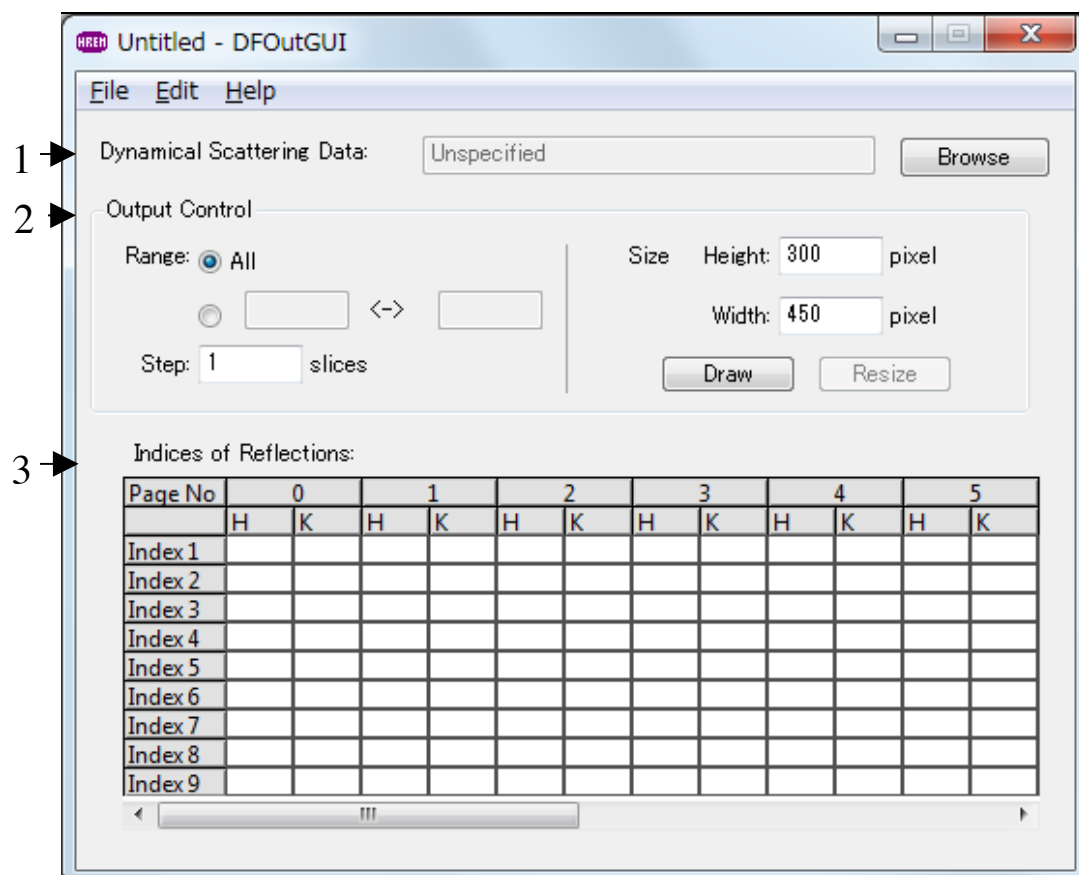 HREM Untitled - DFOutGUI
File Edit Help
1 Dynamical Scattering Data: Unspecified Browse
2 Output Control
Range: All Size Height: 300 pixel
<-> Width: 450 pixel
Step: 1 slices Draw Resize
3 Indices of Reflections:
Page No 0 1 2 3 4 5
H K H K H K H K H K H K
Index 1
Index 2
Index 3
Index 4
Index 5
Index 6
Index 7
Index 8
Index 9